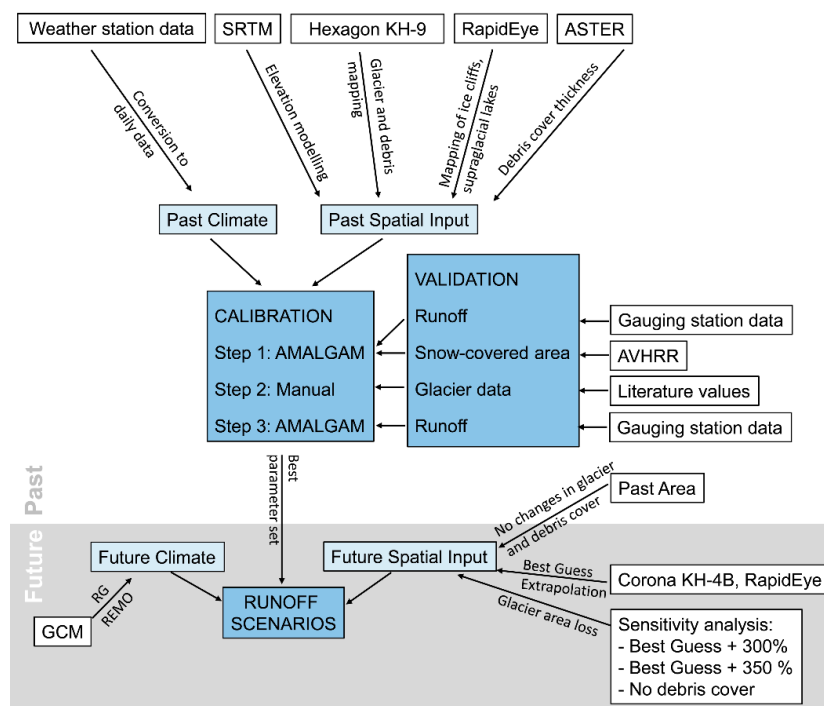 Weather station data
SRTM
Hexagon KH-9
RapidEye
ASTER
Conversion to
daily data
Elevation modelling
Glacier and debris
mapping
Mapping of ice cliffs,
supraglacial lakes
Debris cover thickness
Past Climate
Past Spatial Input
CALIBRATION
Step 1: AMALGAM
Step 2: Manual
Step 3: AMALGAM
VALIDATION
Runoff
Snow-covered area
Glacier data
Runoff
Gauging station data
AVHRR
Literature values
Gauging station data
Best
parameter set
Past
Future
No changes in glacier
and debris cover
Past Area
Future Climate
Future Spatial Input
Best Guess
Extrapolation
Corona KH-4B, RapidEye
RG
REMO
GCM
RUNOFF
SCENARIOS
Glacier area loss
Sensitivity analysis:
- Best Guess + 300%
- Best Guess + 350 %
- No debris cover